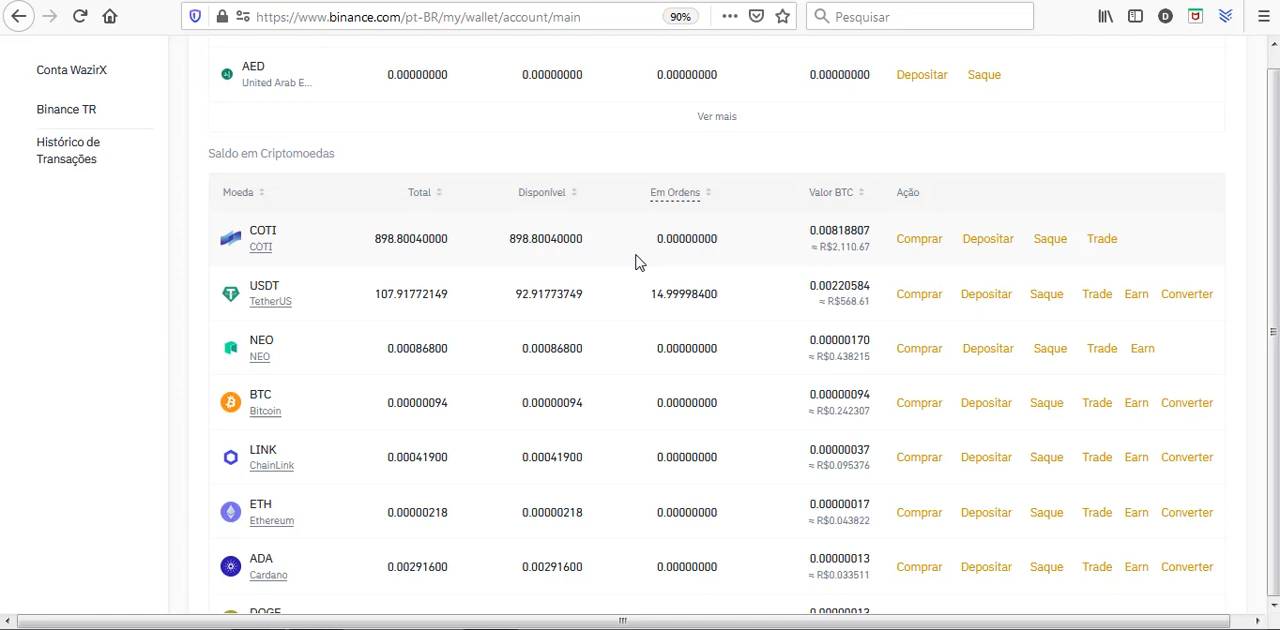 https://www.binance.com/pt-BR/my/wallet/account/main 90% Pesquisar
Conta WazirX
Binance TR
Histórico de
Transações
AED
United Arab E... 0.00000000 0.00000000 0.00000000 0.00000000 Depositar Saque
Ver mais
Saldo em Criptomoedas
Moeda Total Disponível Em Ordens Valor BTC Ação
COTI
COTI 898.80040000 898.80040000 0.00000000 0.00818807
≈ R$2,110.67 Comprar Depositar Saque Trade
USDT
TetherUS 107.91772149 92.91773749 14.99998400 0.00220584
≈ R$568.61 Comprar Depositar Saque Trade Earn Converter
NEO
NEO 0.00086800 0.00086800 0.00000000 0.00000170
≈ R$0.438215 Comprar Depositar Saque Trade Earn
BTC
Bitcoin 0.00000094 0.00000094 0.00000000 0.00000094
≈ R$0.242307 Comprar Depositar Saque Trade Earn Converter
LINK
ChainLink 0.00041900 0.00041900 0.00000000 0.00000037
≈ R$0.095376 Comprar Depositar Saque Trade Earn Converter
ETH
Ethereum 0.00000218 0.00000218 0.00000000 0.00000017
≈ R$0.043822 Comprar Depositar Saque Trade Earn Converter
ADA
Cardano 0.00291600 0.00291600 0.00000000 0.00000013
≈ R$0.033511 Comprar Depositar Saque Trade Earn Converter
DOGE 0.00000013